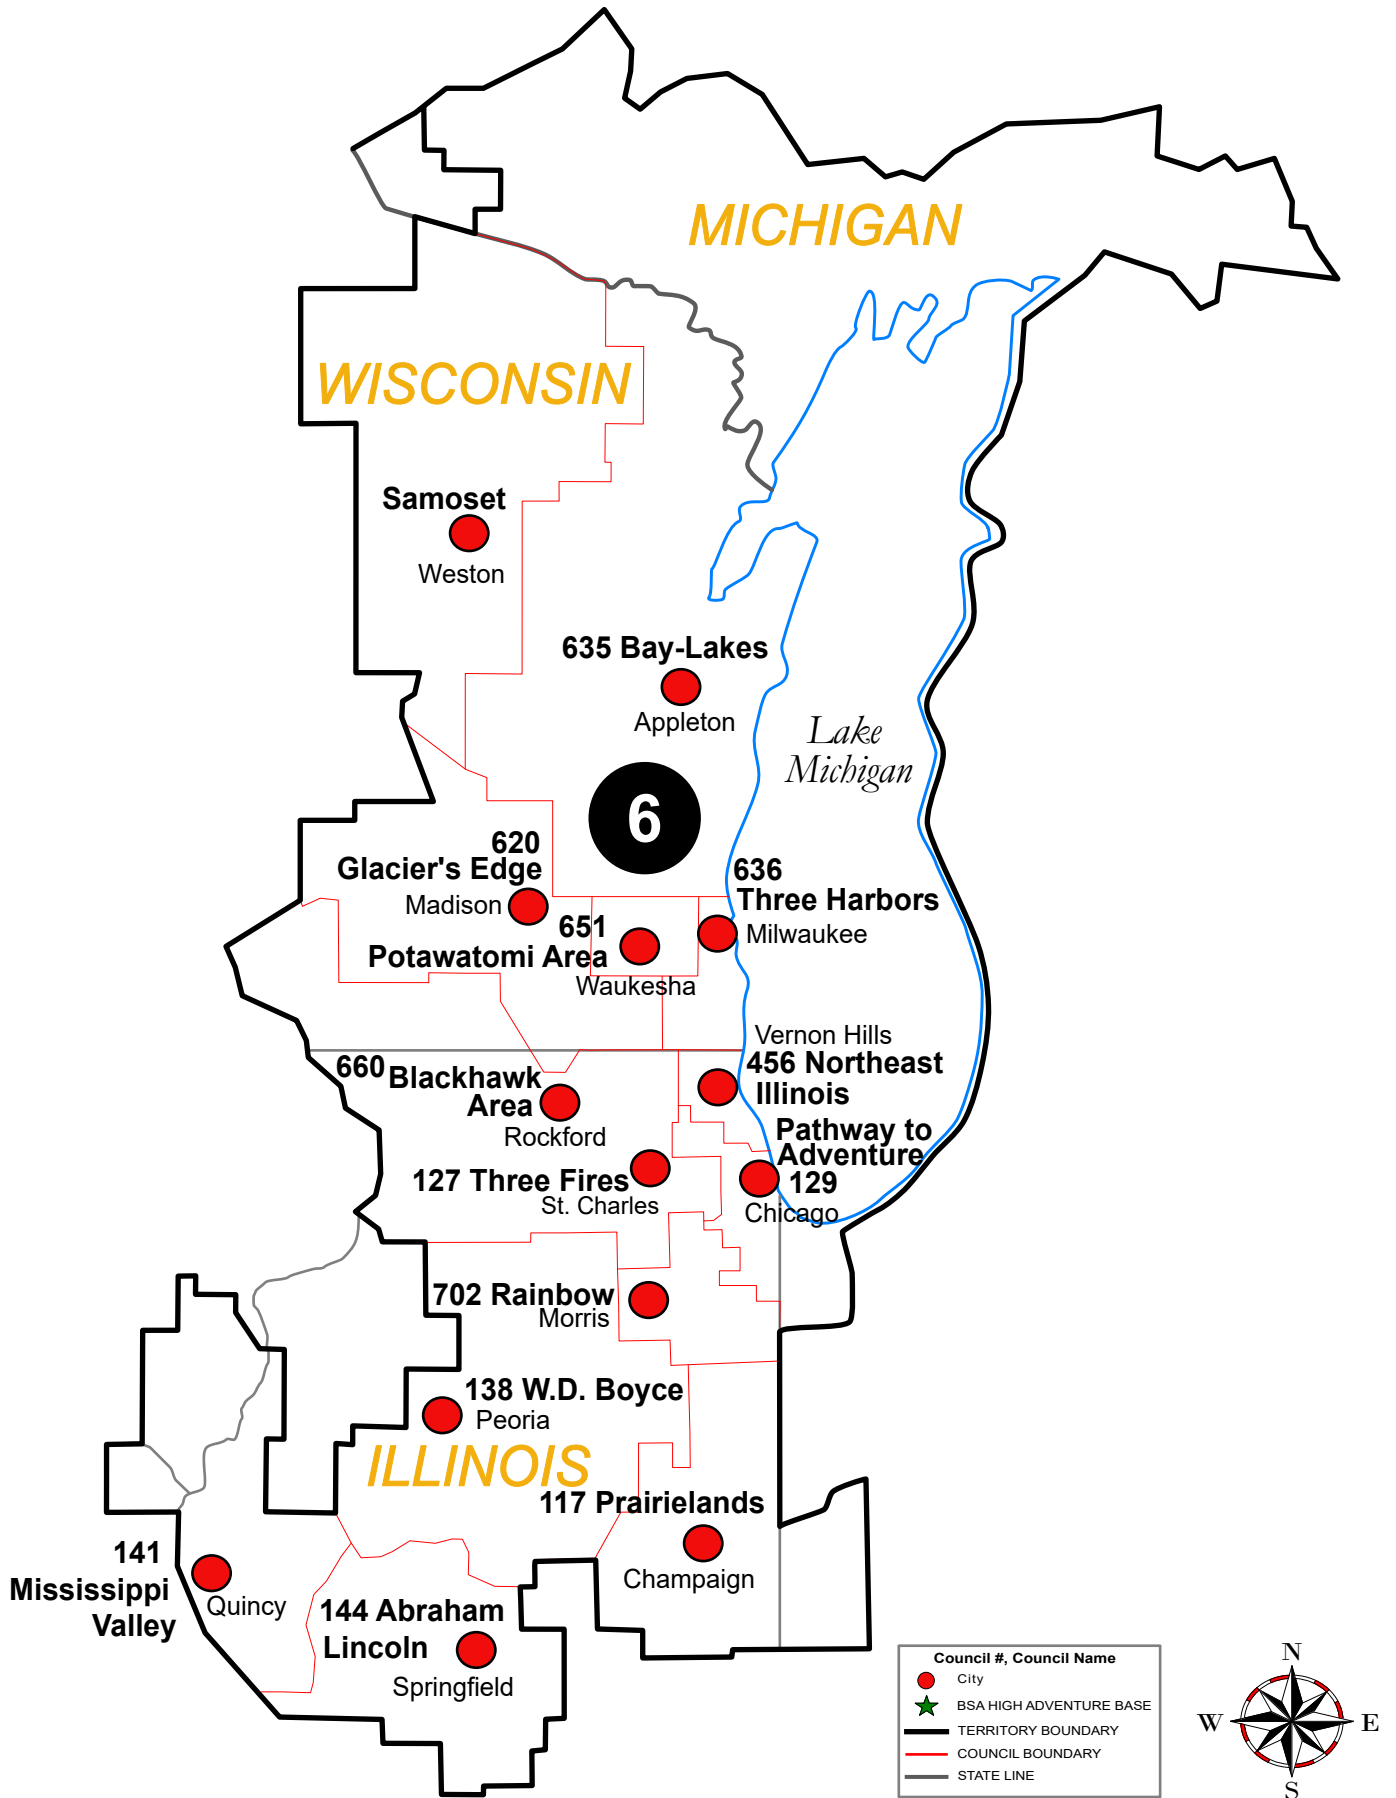 MICHIGAN
WISCONSIN
Samoset
Weston
635 Bay-Lakes
Appleton
Lake
Michigan
6
620
Glacier's Edge
Madison
636
Three Harbors
Milwaukee
651
Potawatomi Area
Waukesha
Vernon Hills
456 Northeast
Illinois
660 Blackhawk
Area
Rockford
Pathway to
Adventure
129
Chicago
127 Three Fires
St. Charles
702 Rainbow
Morris
138 W.D. Boyce
Peoria
ILLINOIS
117 Prairielands
Champaign
141
Mississippi
Valley
Quincy
144 Abraham
Lincoln
Springfield
Council #, Council Name
City
BSA HIGH ADVENTURE BASE
TERRITORY BOUNDARY
COUNCIL BOUNDARY
STATE LINE
N
W
E
S